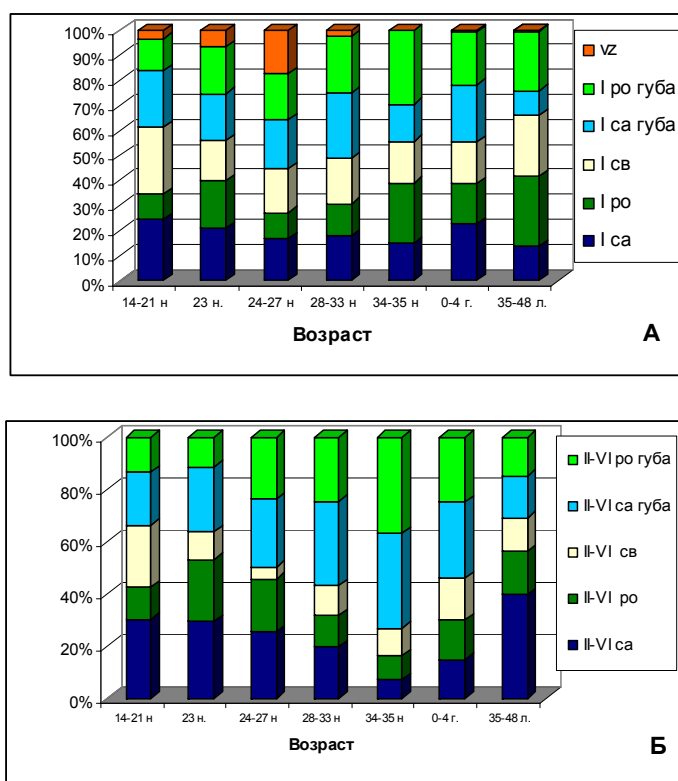 100%
90%
80%
70%
60%
50%
40%
30%
20%
10%
0%
14-21 н 23 н. 24-27 н 28-33 н 34-35 н 0-4 г. 35-48 л.
Возраст
А
vz
I ро губа
I са губа
I св
I ро
I са
100%
80%
60%
40%
20%
0%
14-21 н 23 н. 24-27 н 28-33 н 34-35 н 0-4 г. 35-48 л.
Возраст
Б
II-VI ро губа
II-VI са губа
II-VI св
II-VI ро
II-VI са